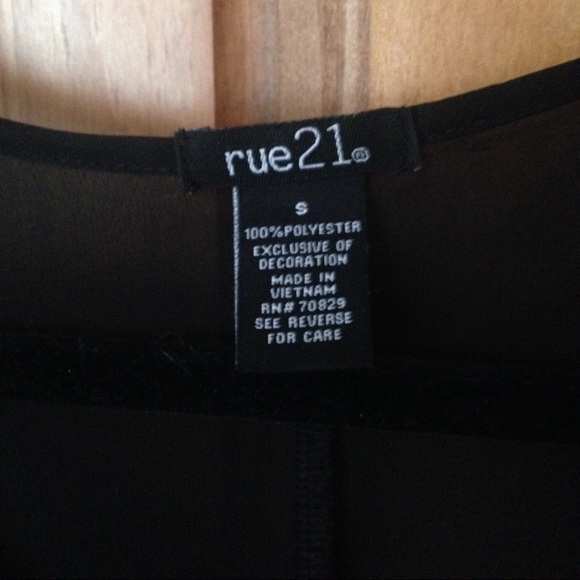 rue21®
S
100%POLYESTER
EXCLUSIVE OF
DECORATION
MADE IN
VIETNAM
RN# 70829
SEE REVERSE
FOR CARE